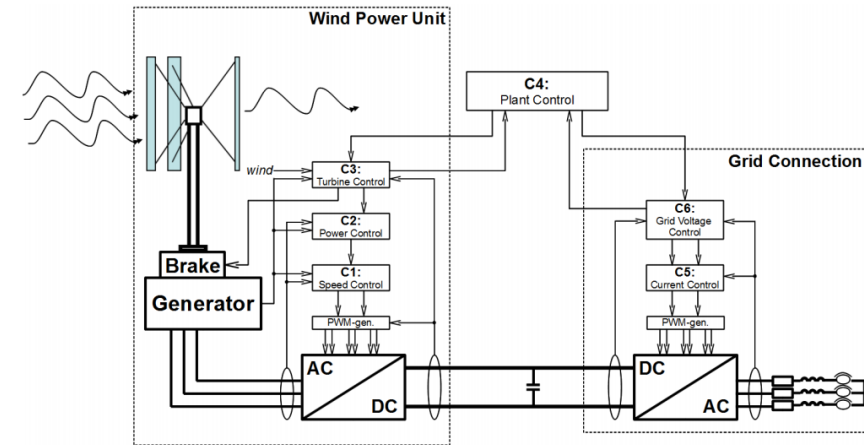 Wind Power Unit
C4:
Plant Control
Grid Connection
wind
C3:
Turbine Control
C2:
Power Control
C6:
Grid Voltage
Control
Brake
C1:
Speed Control
C5:
Current Control
Generator
PWM-gen.
PWM-gen.
AC
DC
DC
AC